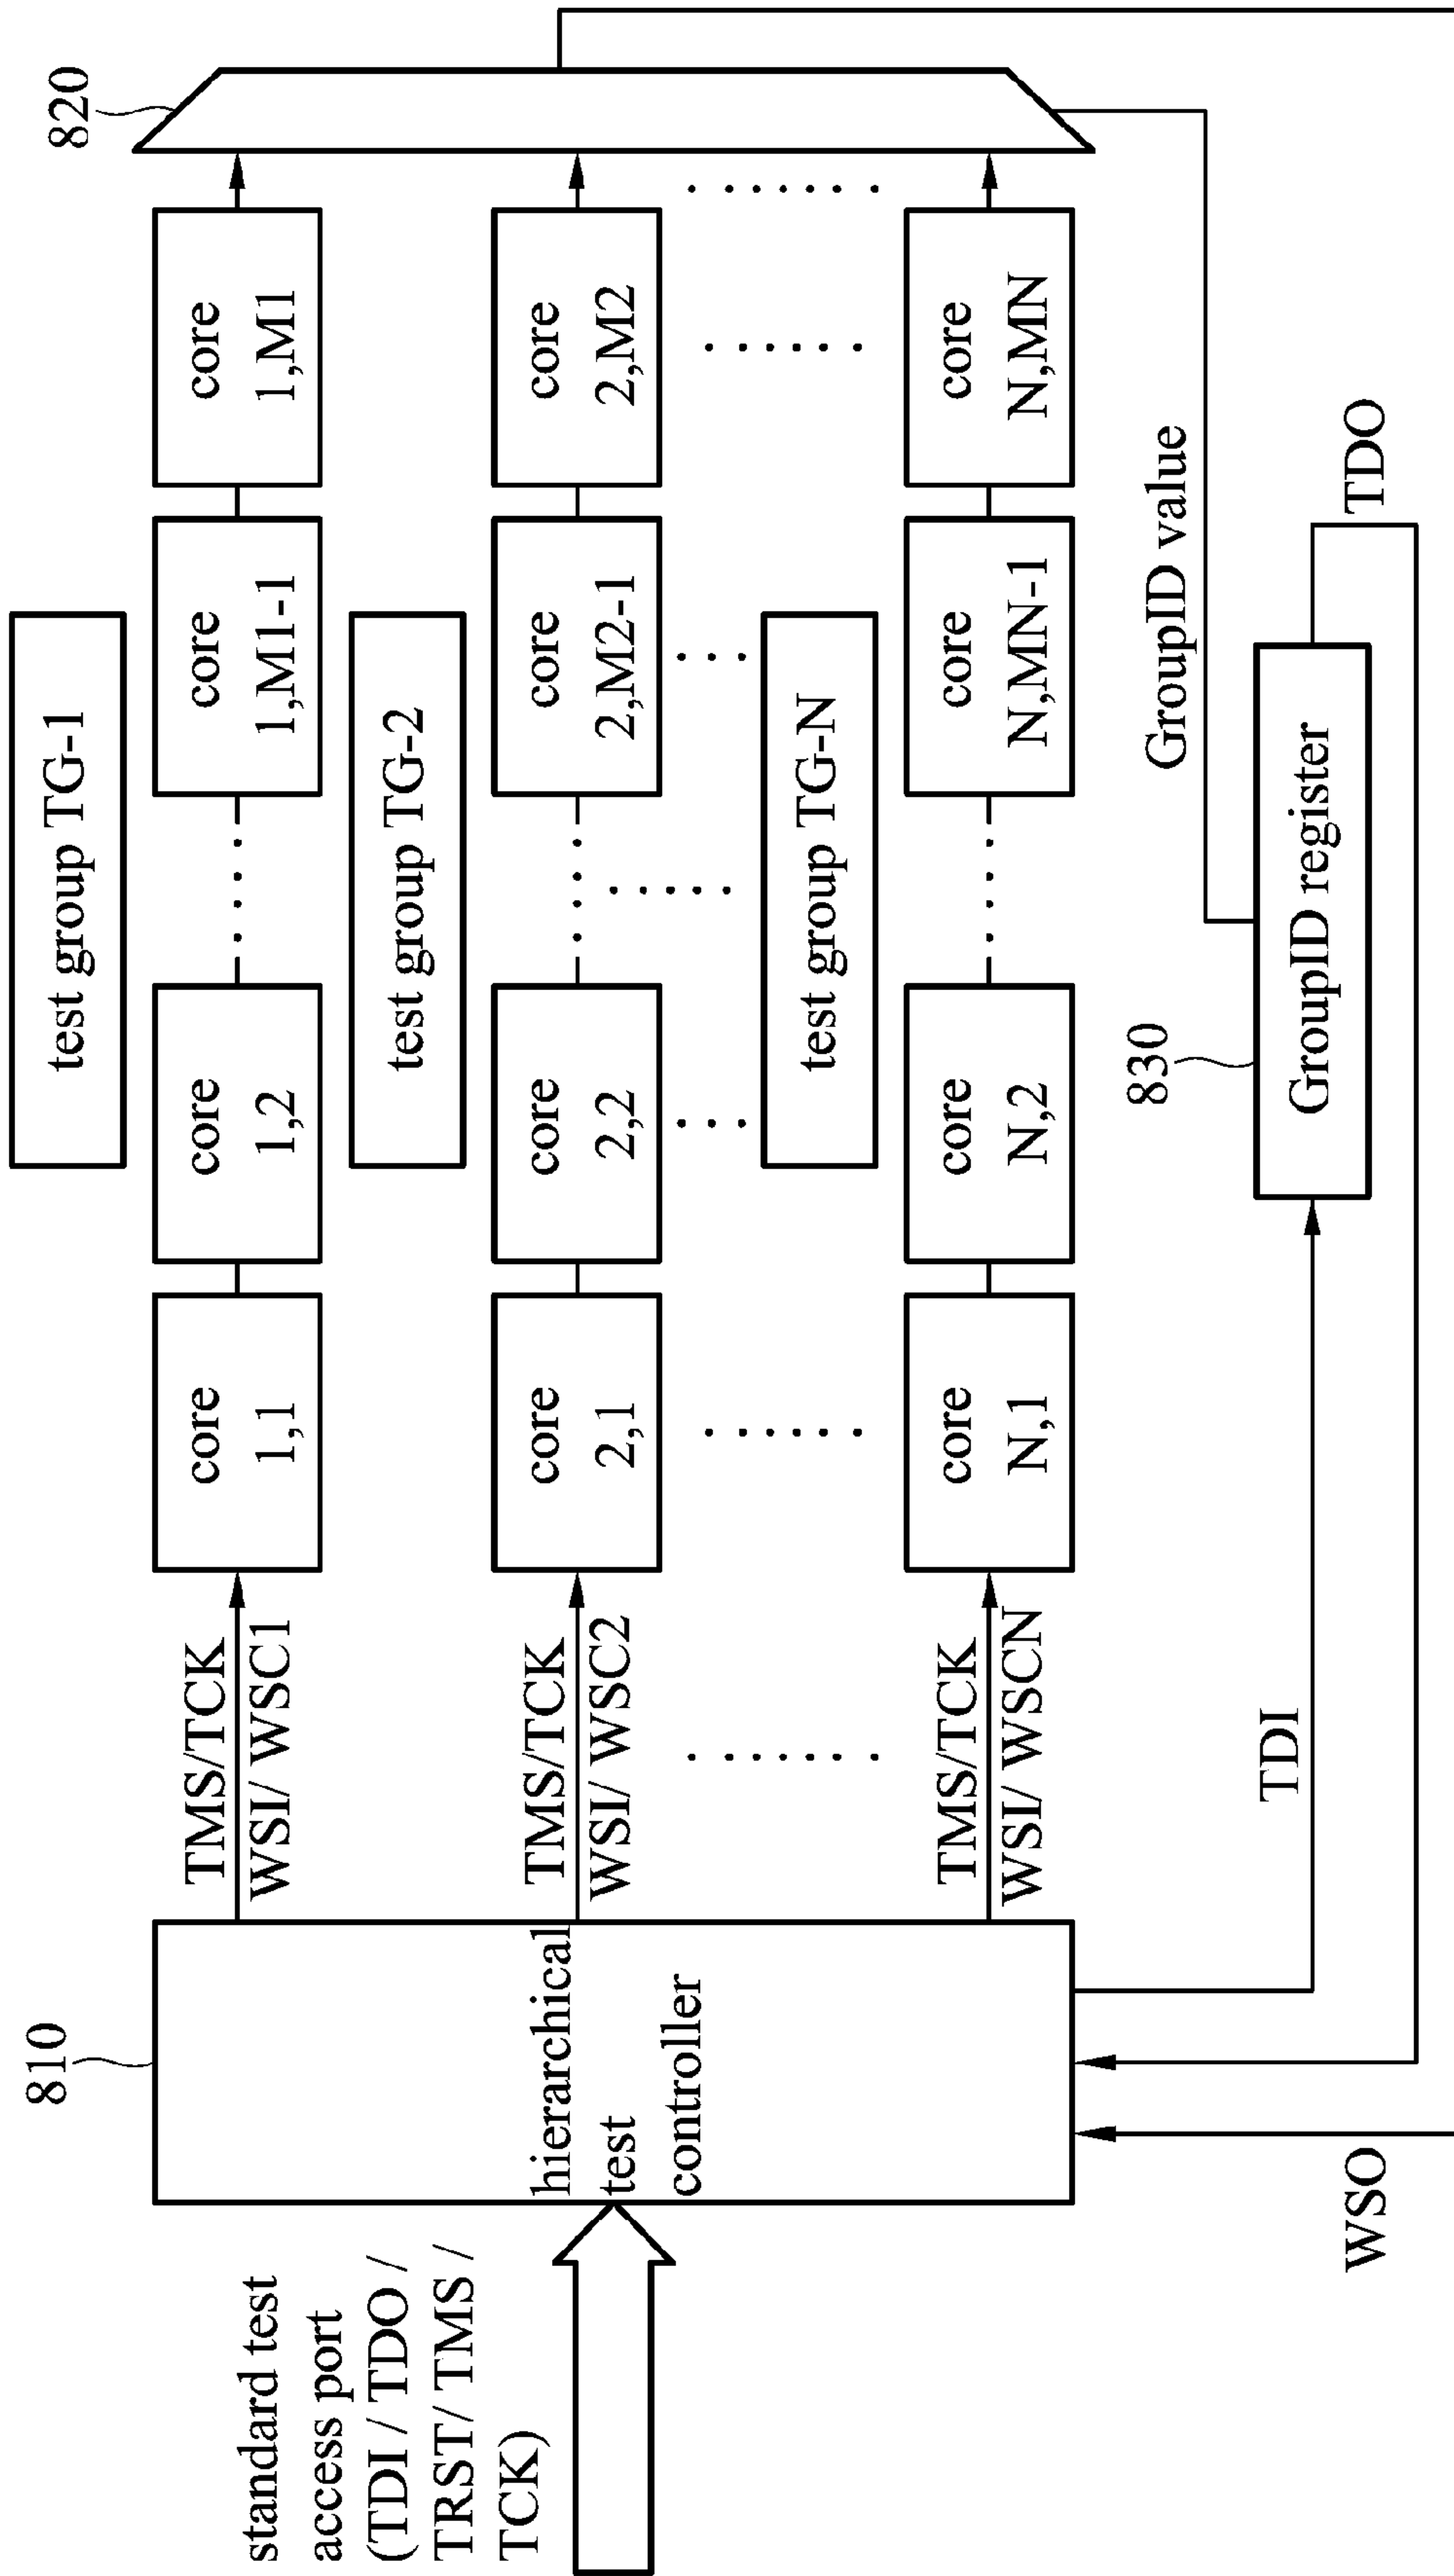 standard test
access port
(TDI / TDO /
TRST/ TMS /
TCK)
810
hierarchical
test
controller
TMS/TCK
WSI/ WSC1
TMS/TCK
WSI/ WSC2
TMS/TCK
WSI/ WSCN
test group TG-1
core
1,1
core
1,2
core
1,M1-1
core
1,M1
test group TG-2
core
2,1
core
2,2
core
2,M2-1
core
2,M2
test group TG-N
core
N,1
core
N,2
core
N,MN-1
core
N,MN
820
GroupID value
830
GroupID register
TDI
TDO
WSO